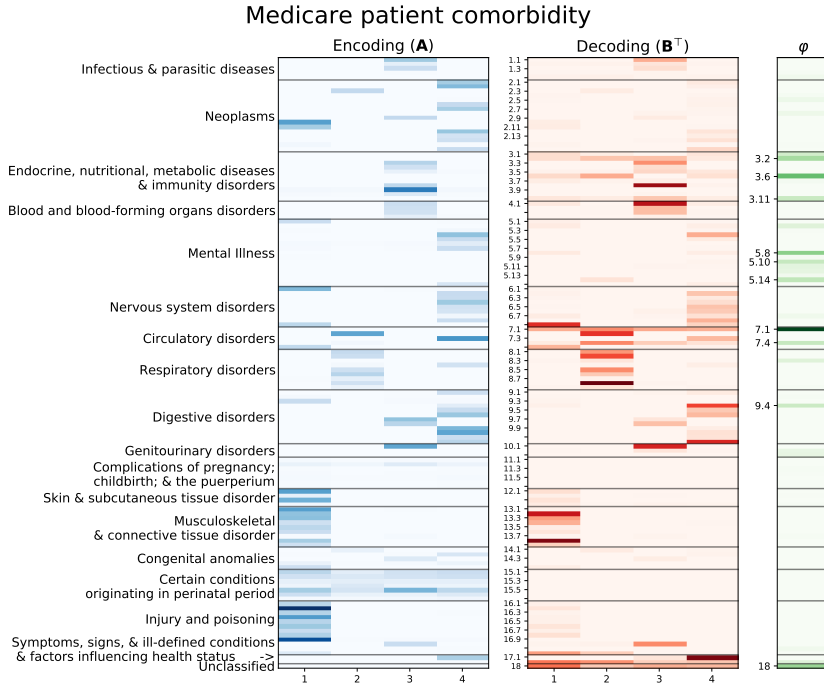 Medicare patient comorbidity
Encoding (A)
Decoding (B⊤)
φ
Infectious & parasitic diseases
Neoplasms
Endocrine, nutritional, metabolic diseases
& immunity disorders
Blood and blood-forming organs disorders
Mental Illness
Nervous system disorders
Circulatory disorders
Respiratory disorders
Digestive disorders
Genitourinary disorders
Complications of pregnancy;
childbirth; & the puerperium
Skin & subcutaneous tissue disorder
Musculoskeletal
& connective tissue disorder
Congenital anomalies
Certain conditions
originating in perinatal period
Injury and poisoning
Symptoms, signs, & ill-defined conditions
& factors influencing health status ->
Unclassified
1 2 3 4
1.1
1.3
2.1
2.3
2.5
2.7
2.9
2.11
2.13
3.1
3.3
3.5
3.7
3.9
4.1
5.1
5.3
5.5
5.7
5.9
5.11
5.13
6.1
6.3
6.5
6.7
7.1
7.3
8.1
8.3
8.5
8.7
9.1
9.3
9.5
9.7
9.9
10.1
11.1
11.3
11.5
12.1
13.1
13.3
13.5
13.7
14.1
14.3
15.1
15.3
15.5
16.1
16.3
16.5
16.7
16.9
17.1
18
1 2 3 4
3.2
3.6
3.11
5.8
5.10
5.14
7.1
7.4
9.4
18